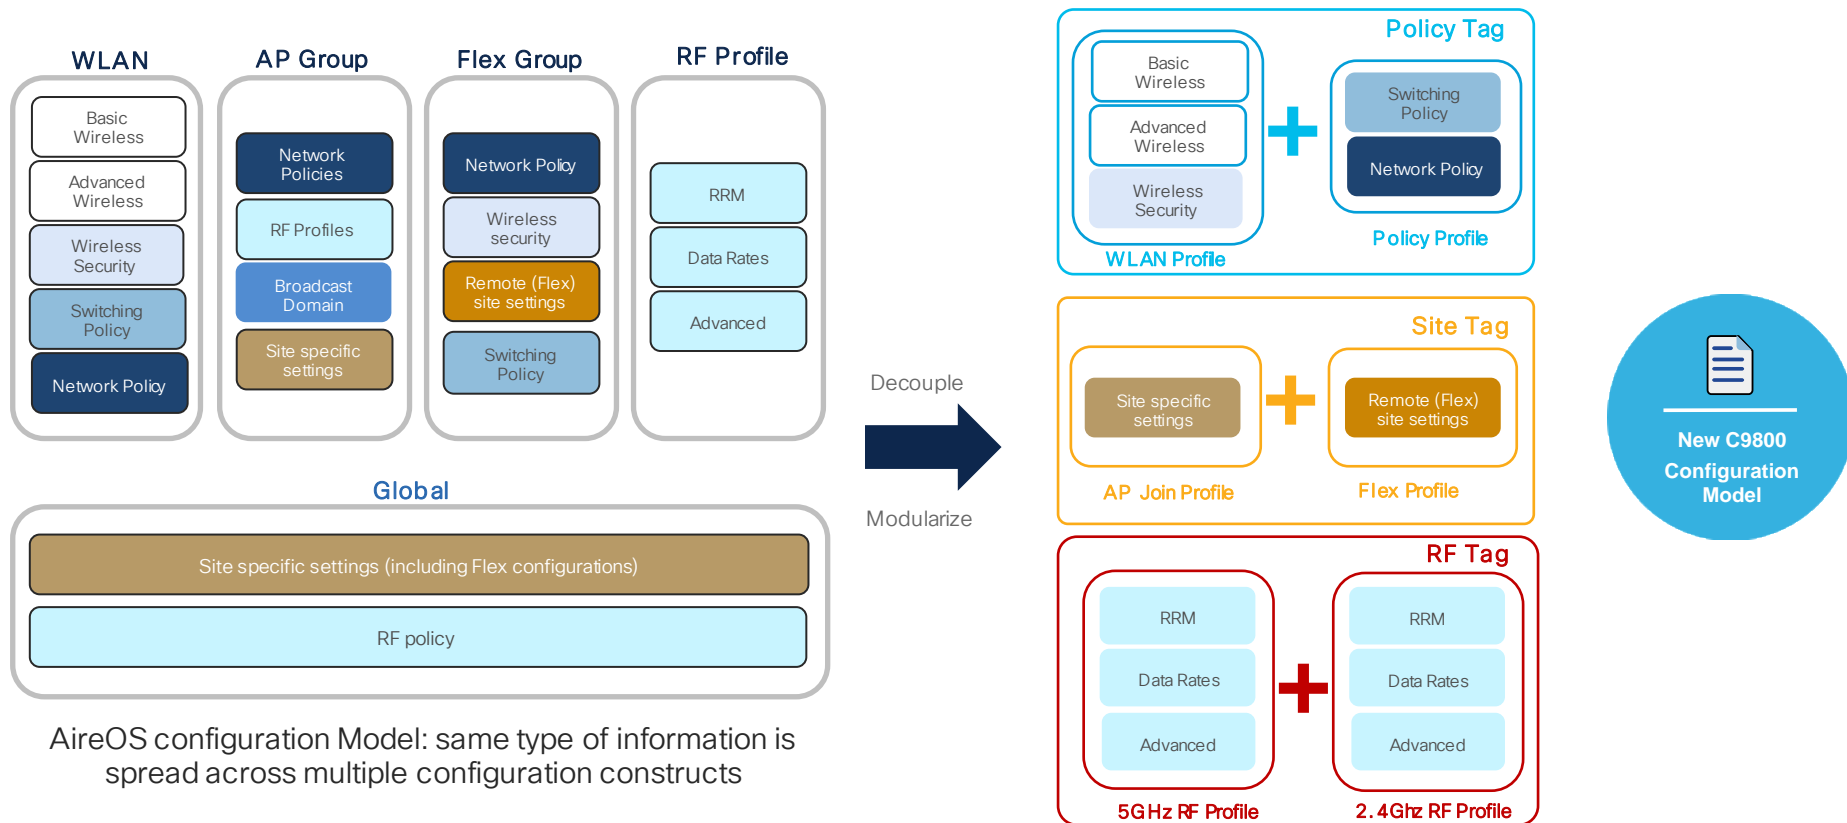 WLAN
Basic
Wireless
Advanced
Wireless
Wireless
Security
Switching
Policy
Network Policy
AP Group
Network
Policies
RF Profiles
Broadcast
Domain
Site specific
settings
Flex Group
Network Policy
Wireless
security
Remote (Flex)
site settings
Switching
Policy
RF Profile
RRM
Data Rates
Advanced
Global
Site specific settings (including Flex configurations)
RF policy
AireOS configuration Model: same type of information is
spread across multiple configuration constructs
Decouple
Modularize
Policy Tag
Basic
Wireless
Advanced
Wireless
Wireless
Security
WLAN Profile
Switching
Policy
Network Policy
Policy Profile
Site Tag
Site specific
settings
AP Join Profile
Remote (Flex)
site settings
Flex Profile
RF Tag
RRM
Data Rates
Advanced
5GHz RF Profile
RRM
Data Rates
Advanced
2.4Ghz RF Profile
New C9800
Configuration
Model